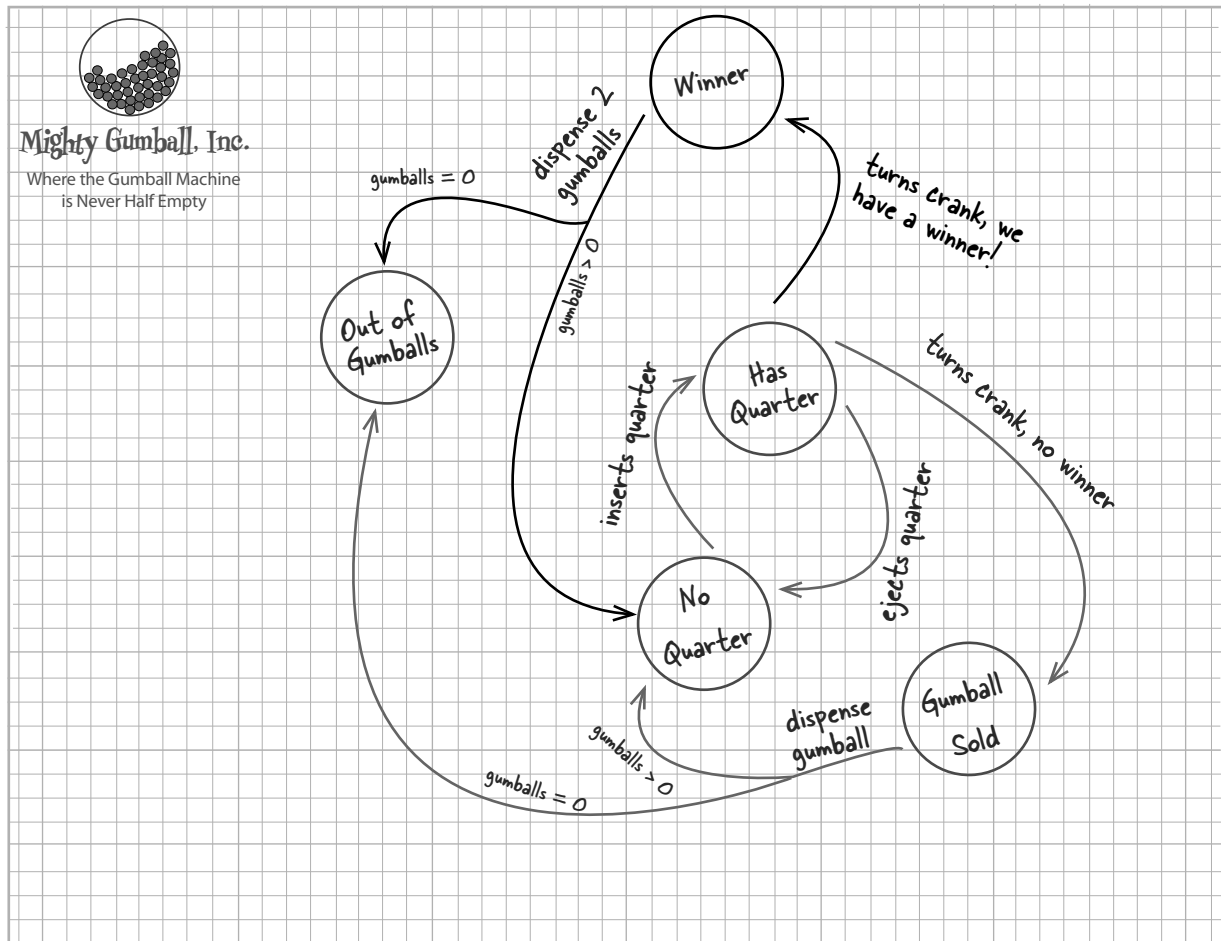 Mighty Gumball, Inc.
Where the Gumball Machine
is Never Half Empty
Winner
dispense 2
gumballs
gumballs = 0
gumballs > 0
turns crank, we
have a winner!
Out of
Gumballs
Has
Quarter
turns crank, no winner
inserts quarter
ejects quarter
No
Quarter
Gumball
Sold
dispense
gumball
gumballs > 0
gumballs = 0